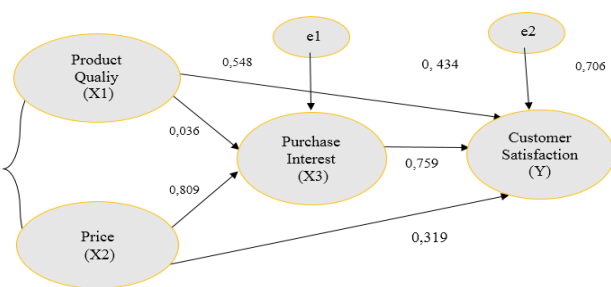 e1
e2
Product
Qualiy
(X1)
0,548
0, 434
0,706
0,036
Purchase
Interest
(X3)
Customer
Satisfaction
(Y)
0,759
0,809
Price
(X2)
0,319